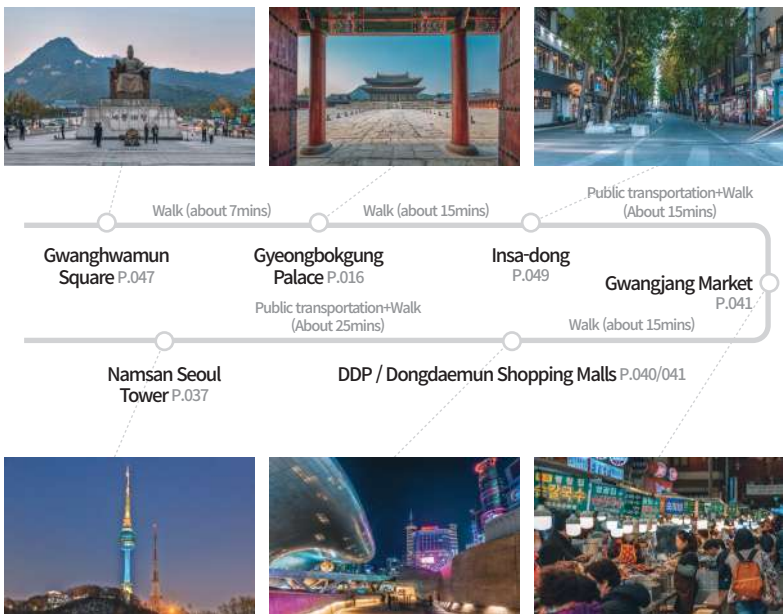 Walk (about 7mins)
Walk (about 15mins)
Public transportation+Walk
(About 15mins)
Gwanghwamun
Square P.047
Gyeongbokgung
Palace P.016
Insa-dong
P.049
Gwangjang Market
P.041
Public transportation+Walk
(About 25mins)
Walk (about 15mins)
Namsan Seoul
Tower P.037
DDP / Dongdaemun Shopping Malls P.040/041